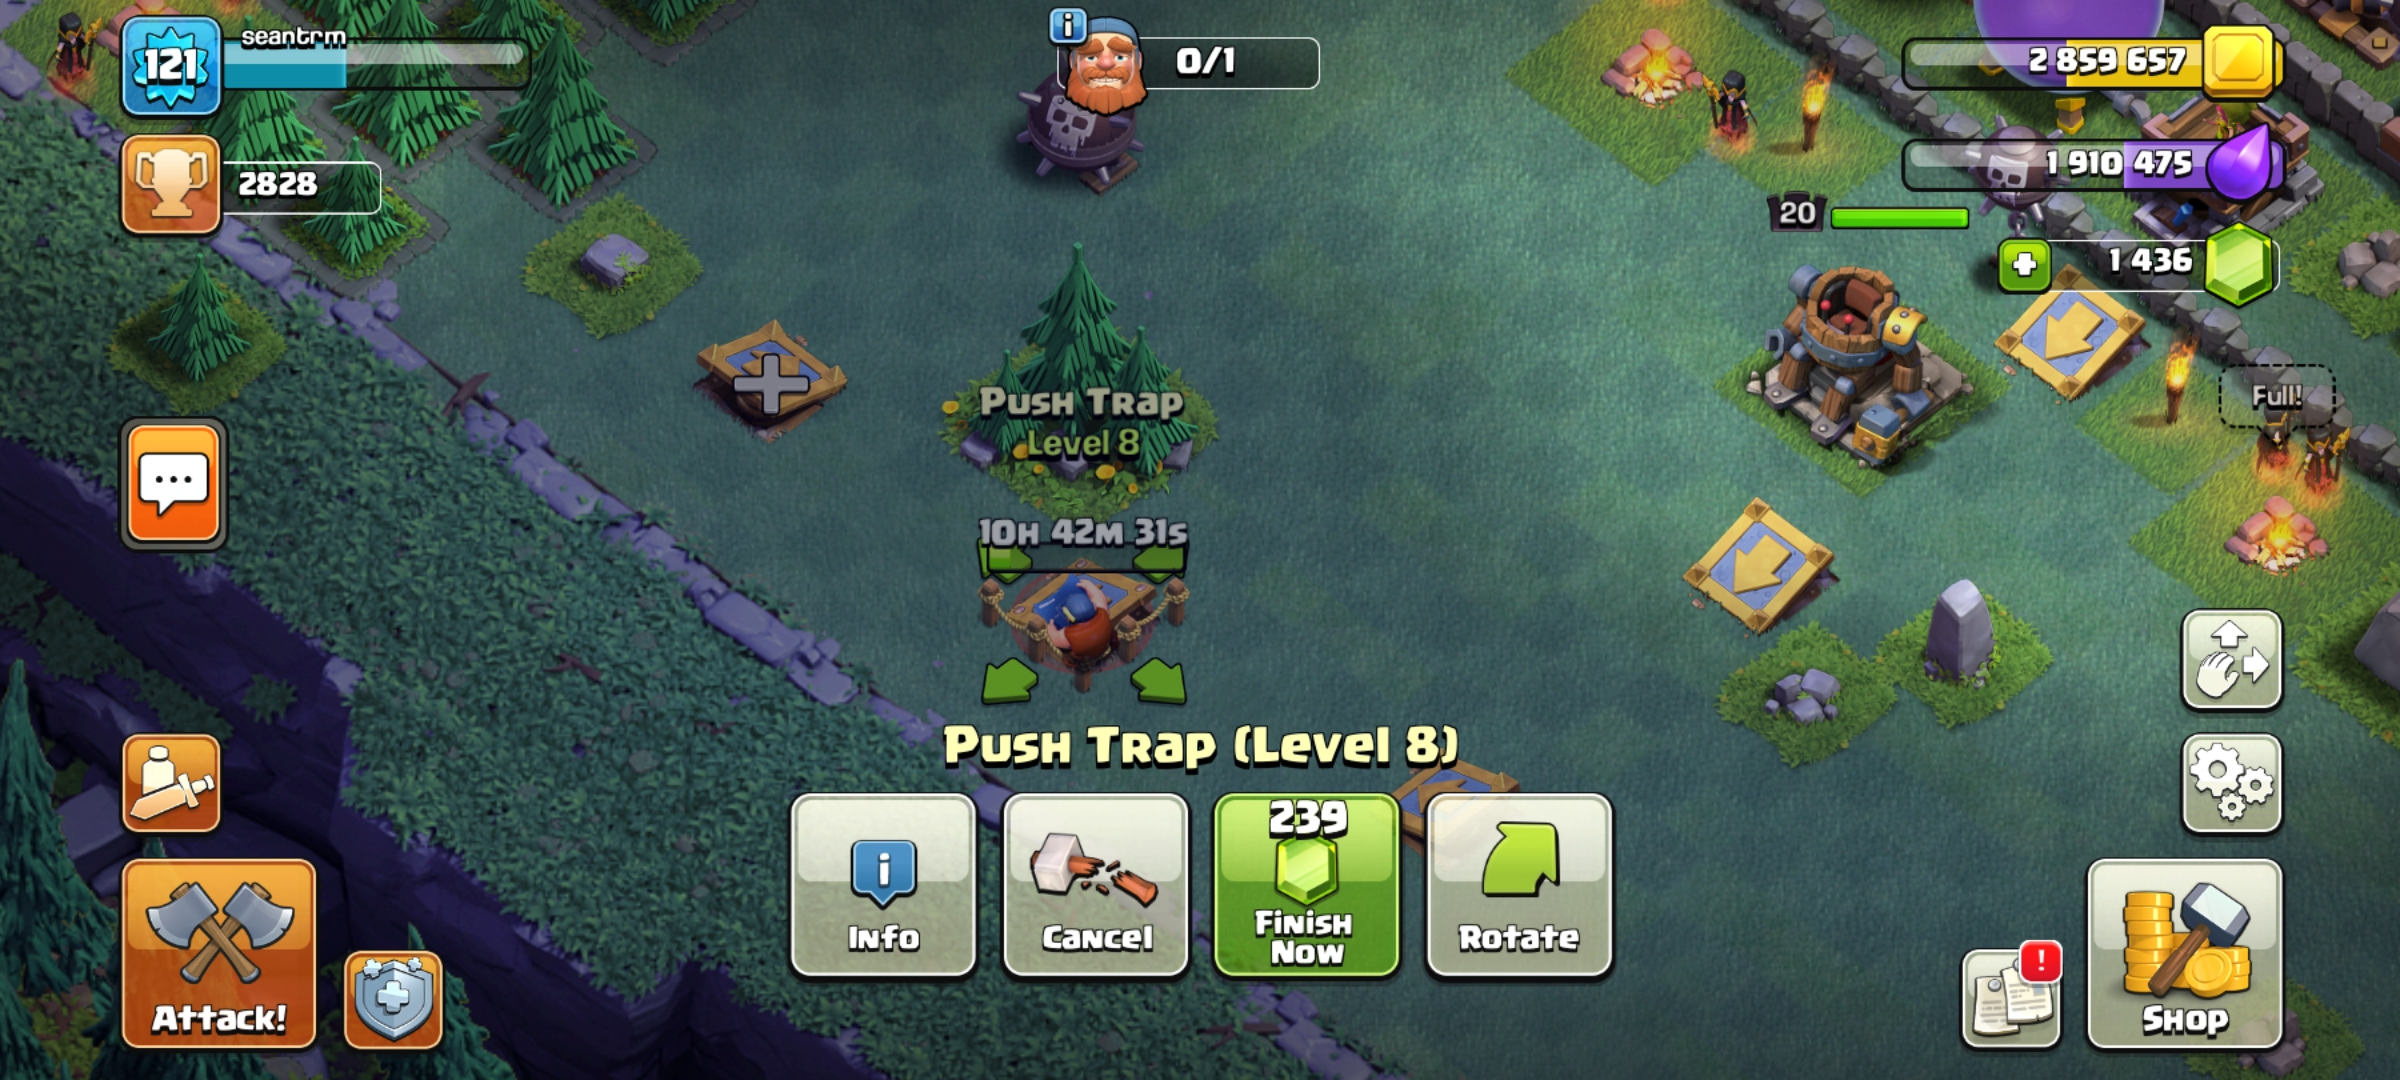 121
seantrm
i
0/1
2 859 657
2828
1 910 475
20
1 436
Push Trap
Level 8
Full!
10H 42M 31s
Push Trap (Level 8)
239
i
Info
Cancel
Finish
Now
Rotate
Attack!
!
Shop